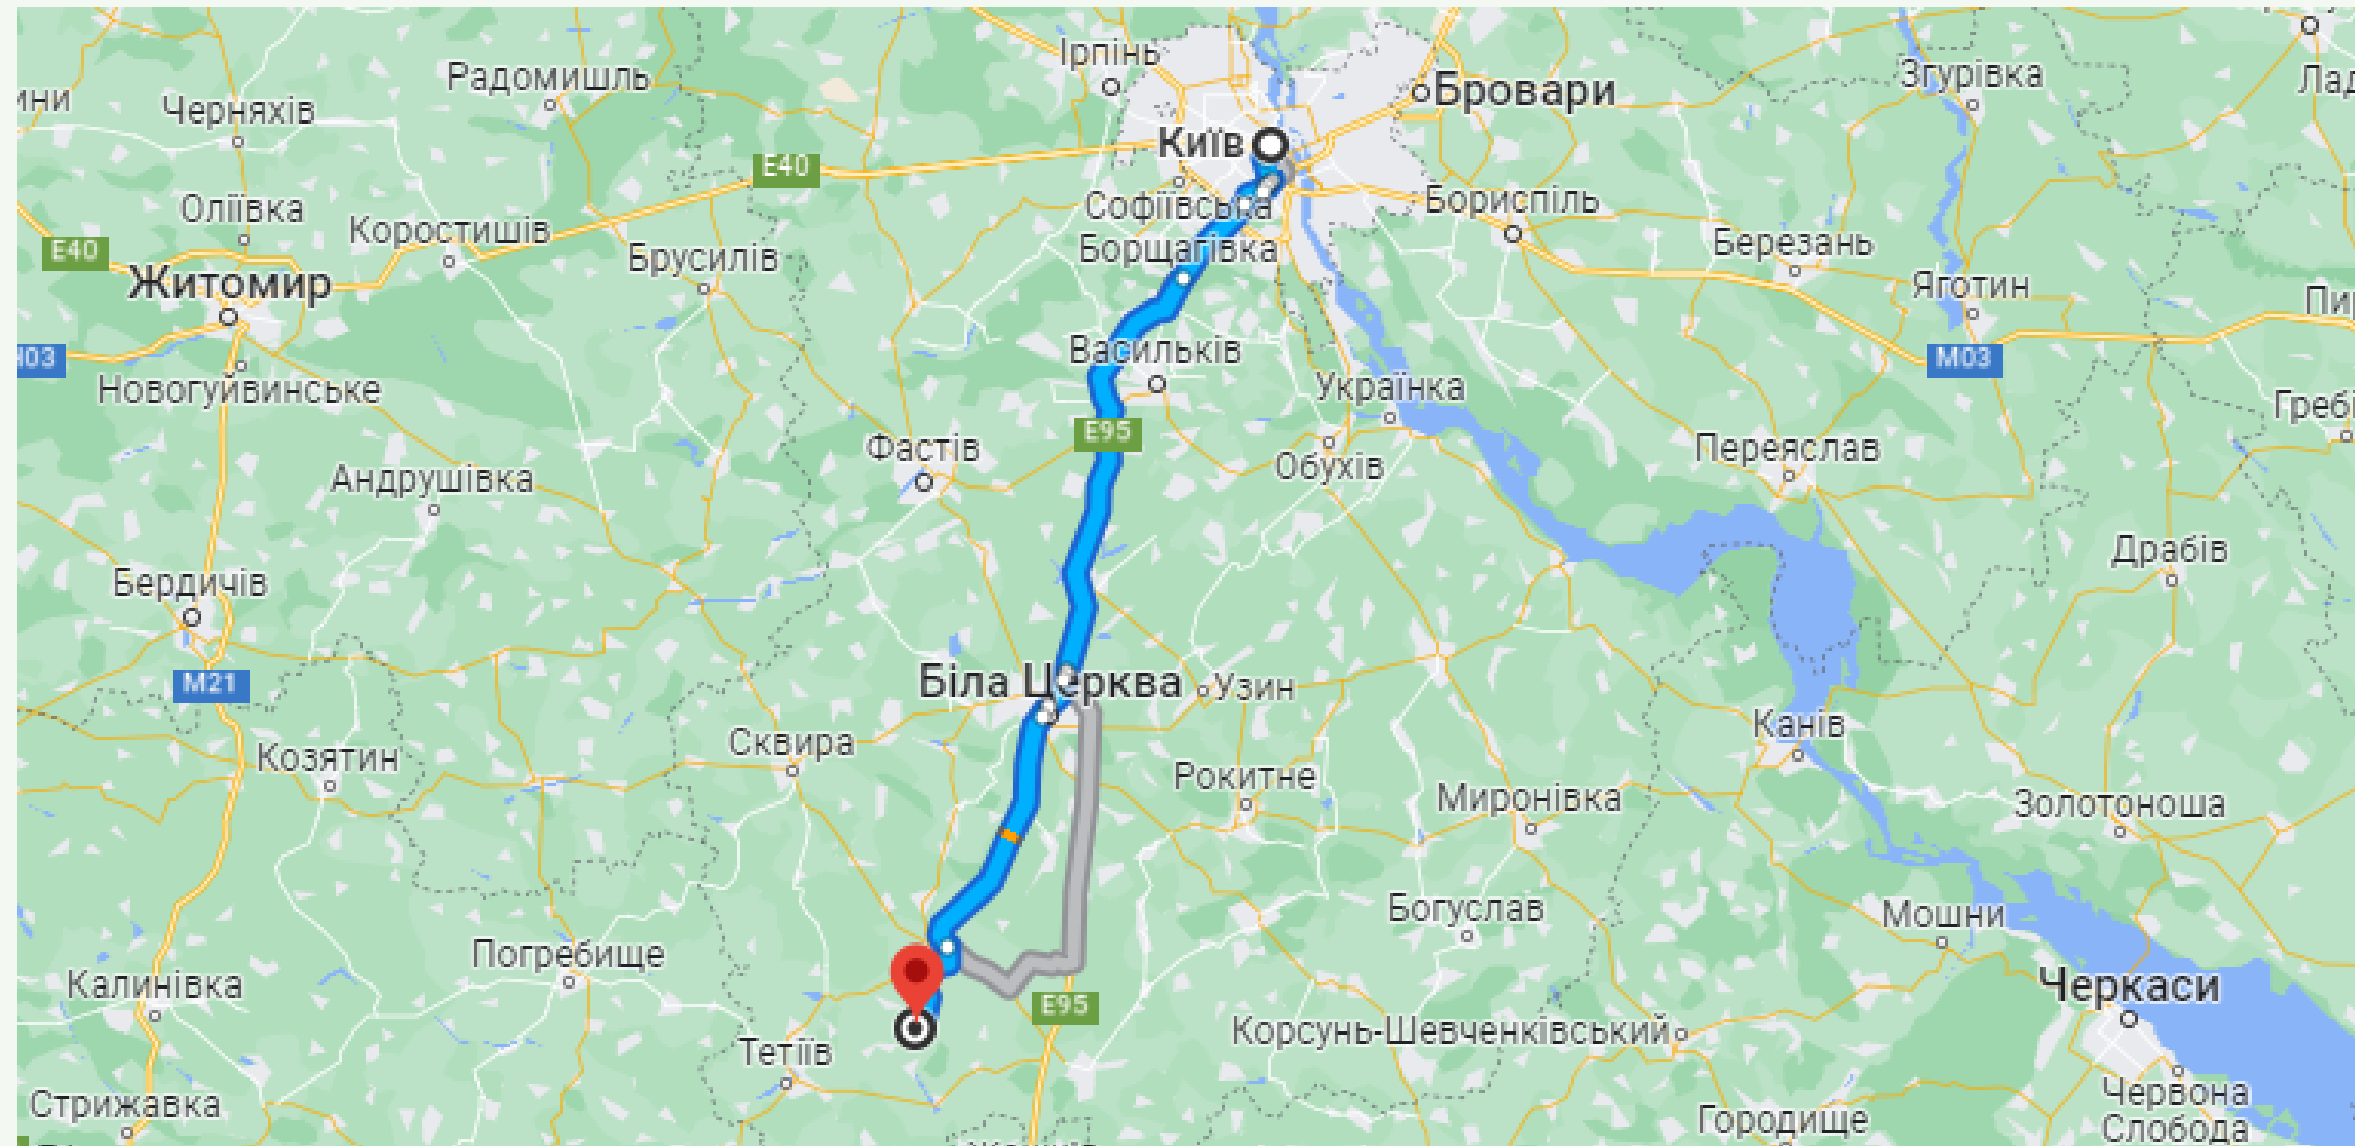 Ірпінь
Бровари
Згурівка
Радомишль
Черняхів
Київ
E40
Софіївська
Борщагівка
Бориспіль
Оліївка
Коростишів
Брусилів
Березань
E40
Житомир
Яготин
Васильків
M03
Новогуйвинське
Українка
E95
Фастів
Обухів
Переяслав
Андрушівка
Драбів
Бердичів
M21
Біла Церква
Узин
Канів
Сквира
Козятин
Рокитне
Миронівка
Золотоноша
Богуслав
Мошни
Погребище
Калинівка
Черкаси
E95
Корсунь-Шевченківський
Тетіїв
Стрижавка
Червона
Слобода
Городище